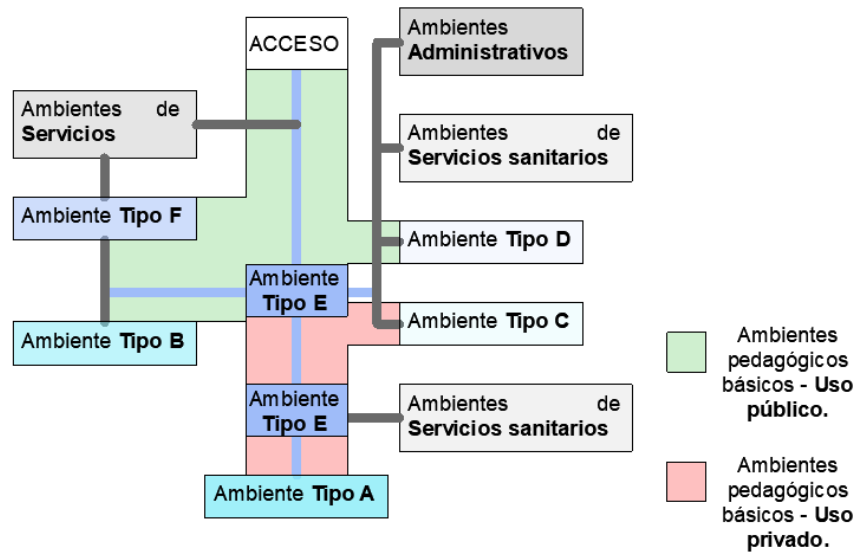 ACCESO
Ambientes
Administrativos
Ambientes de
Servicios
Ambientes de
Servicios sanitarios
Ambiente Tipo F
Ambiente Tipo D
Ambiente
Tipo E
Ambiente Tipo B
Ambiente Tipo C
Ambiente
Tipo E
Ambientes de
Servicios sanitarios
Ambiente Tipo A
Ambientes
pedagógicos
básicos - Uso
público.
Ambientes
pedagógicos
básicos - Uso
privado.